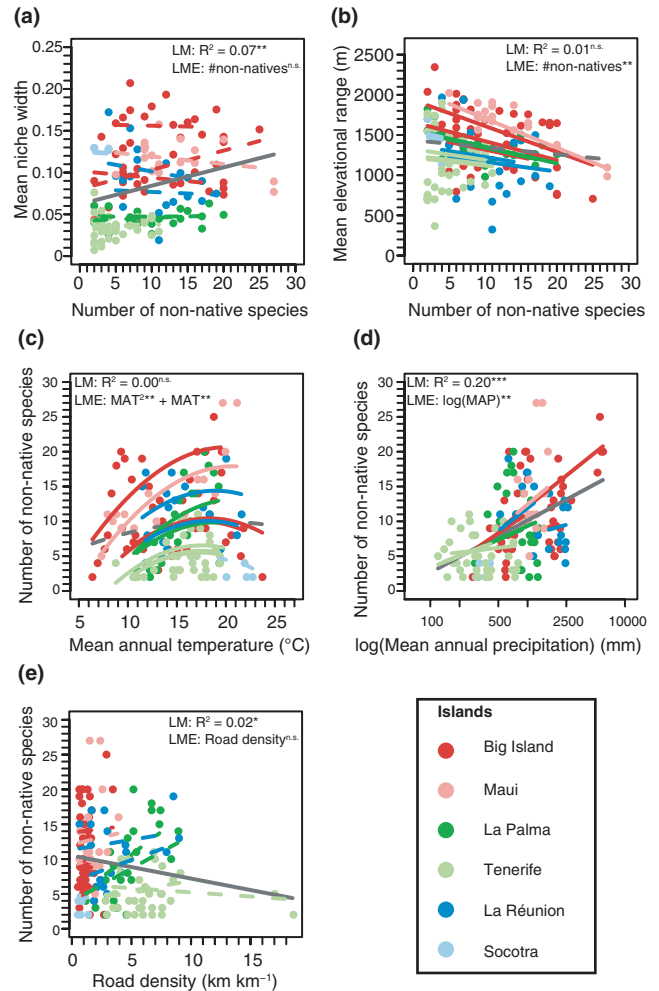 (a)
LM: R² = 0.07**
LME: #non-natives^n.s.
Mean niche width
0.25
0.20
0.15
0.10
0.05
0
0 5 10 15 20 25 30
Number of non-native species
(b)
LM: R² = 0.01^n.s.
LME: #non-natives**
Mean elevational range (m)
2500
2000
1500
1000
500
0
0 5 10 15 20 25 30
Number of non-native species
(c)
LM: R² = 0.00^n.s.
LME: MAT²** + MAT**
Number of non-native species
30
25
20
15
10
5
0
5 10 15 20 25
Mean annual temperature (°C)
(d)
LM: R² = 0.20***
LME: log(MAP)**
Number of non-native species
30
25
20
15
10
5
0
100 500 2500 10000
log(Mean annual precipitation) (mm)
(e)
LM: R² = 0.02*
LME: Road density^n.s.
Number of non-native species
30
25
20
15
10
5
0
0 5 10 15
Road density (km km⁻¹)
Islands
Big Island
Maui
La Palma
Tenerife
La Réunion
Socotra